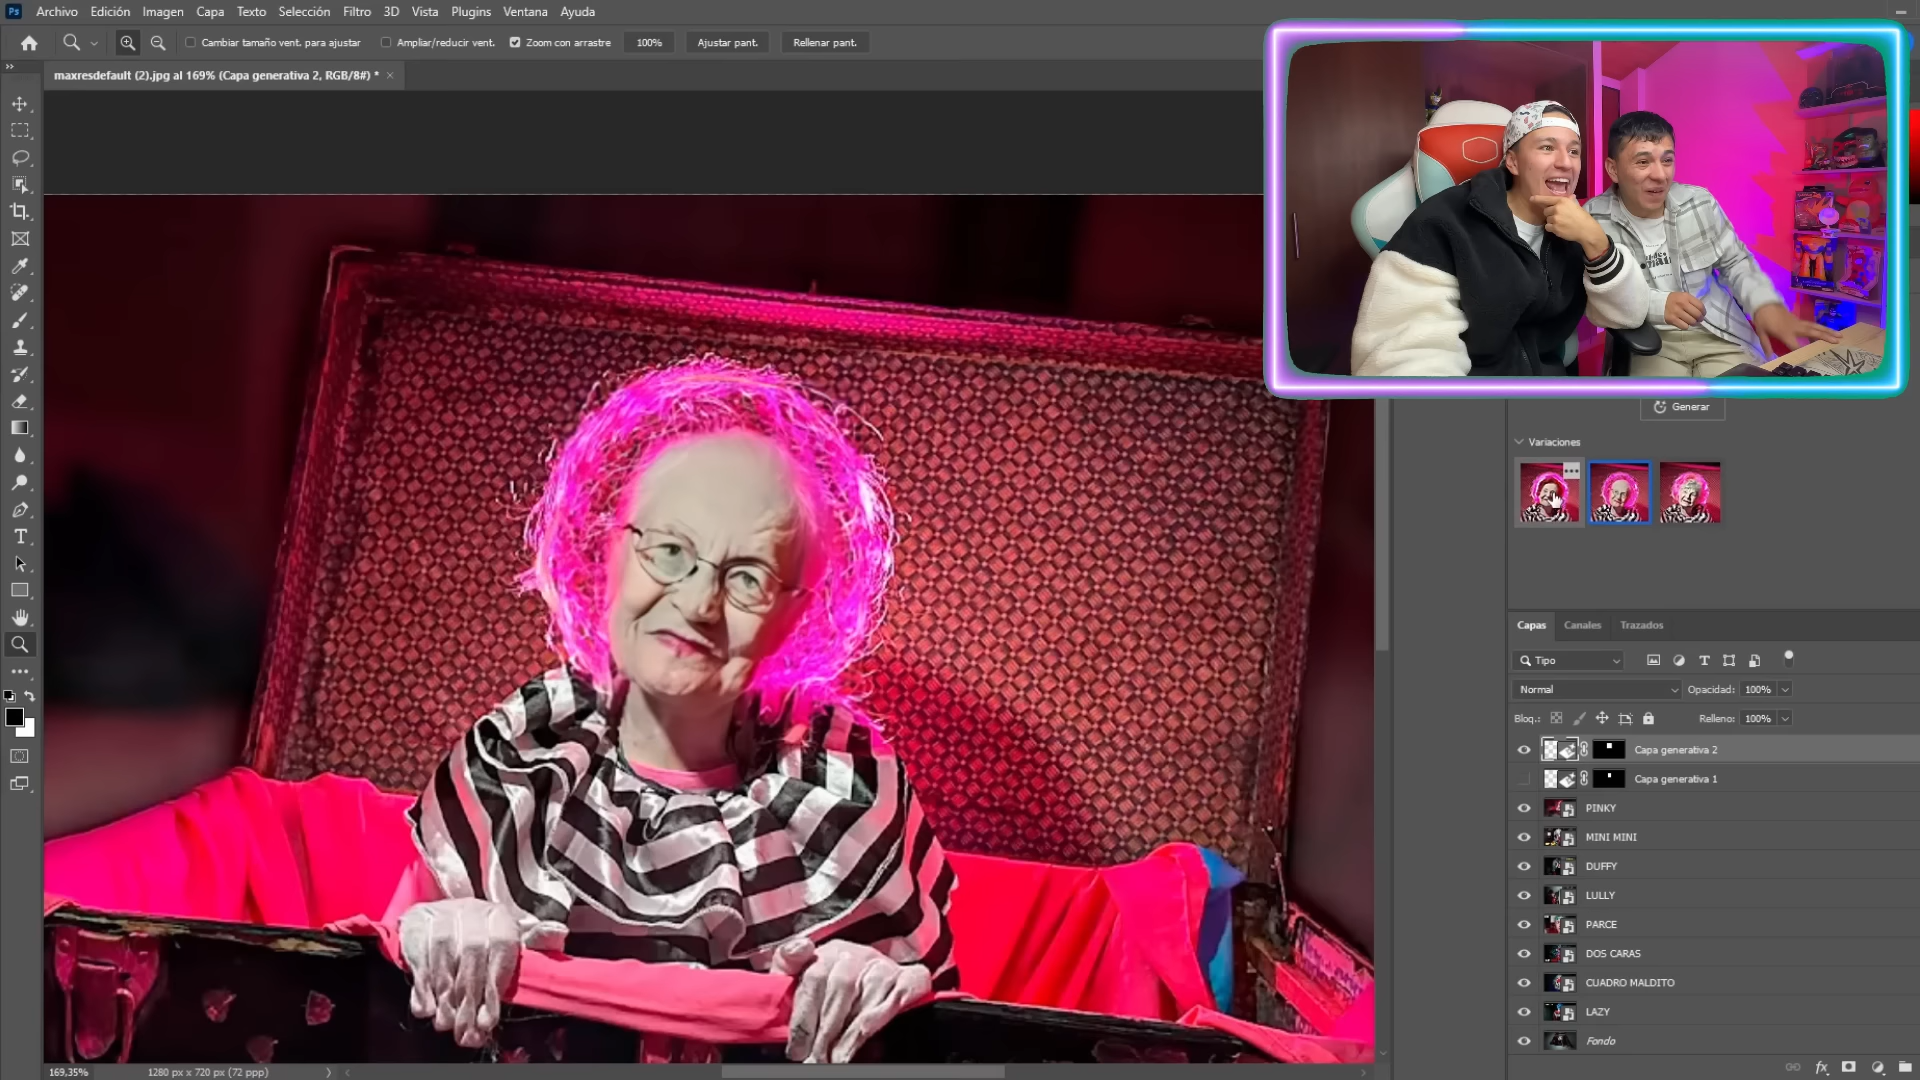 Ps Archivo Edición Imagen Capa Texto Selección Filtro 3D Vista Plugins Ventana Ayuda
Cambiar tamaño vent. para ajustar Ampliar/reducir vent. Zoom con arrastre 100% Ajustar pant. Rellenar pant.
maxresdefault (2).jpg al 169% (Capa generativa 2, RGB/8#) * ×
Generar
Variaciones
Capas Canales Trazados
Tipo
Normal Opacidad: 100%
Bloq.: Relleno: 100%
Capa generativa 2
Capa generativa 1
PINKY
MINI MINI
DUFFY
LULLY
PARCE
DOS CARAS
CUADRO MALDITO
LAZY
Fondo
169,35% 1280 px x 720 px (72 ppp)
fx